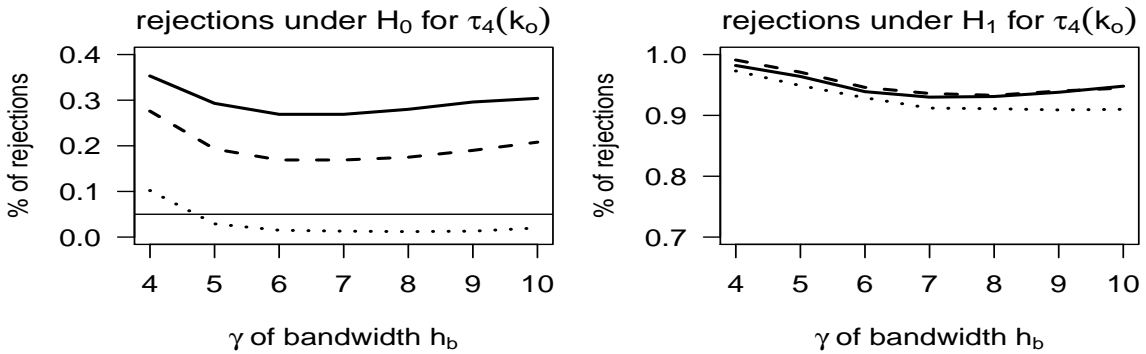 rejections under H₀ for τ₄(kₒ)
% of rejections
0.4
0.3
0.2
0.1
0.0
4 5 6 7 8 9 10
γ of bandwidth h_b
rejections under H₁ for τ₄(kₒ)
% of rejections
1.0
0.9
0.8
0.7
4 5 6 7 8 9 10
γ of bandwidth h_b